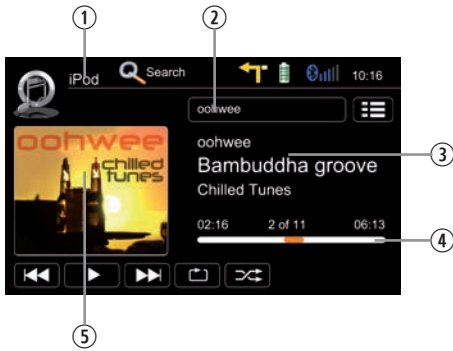 ① ②
iPod Search 10:16
oohwee
oohwee
chilled
tunes
oohwee
Bambuddha groove ③
Chilled Tunes
02:16 2 of 11 06:13
④
⑤